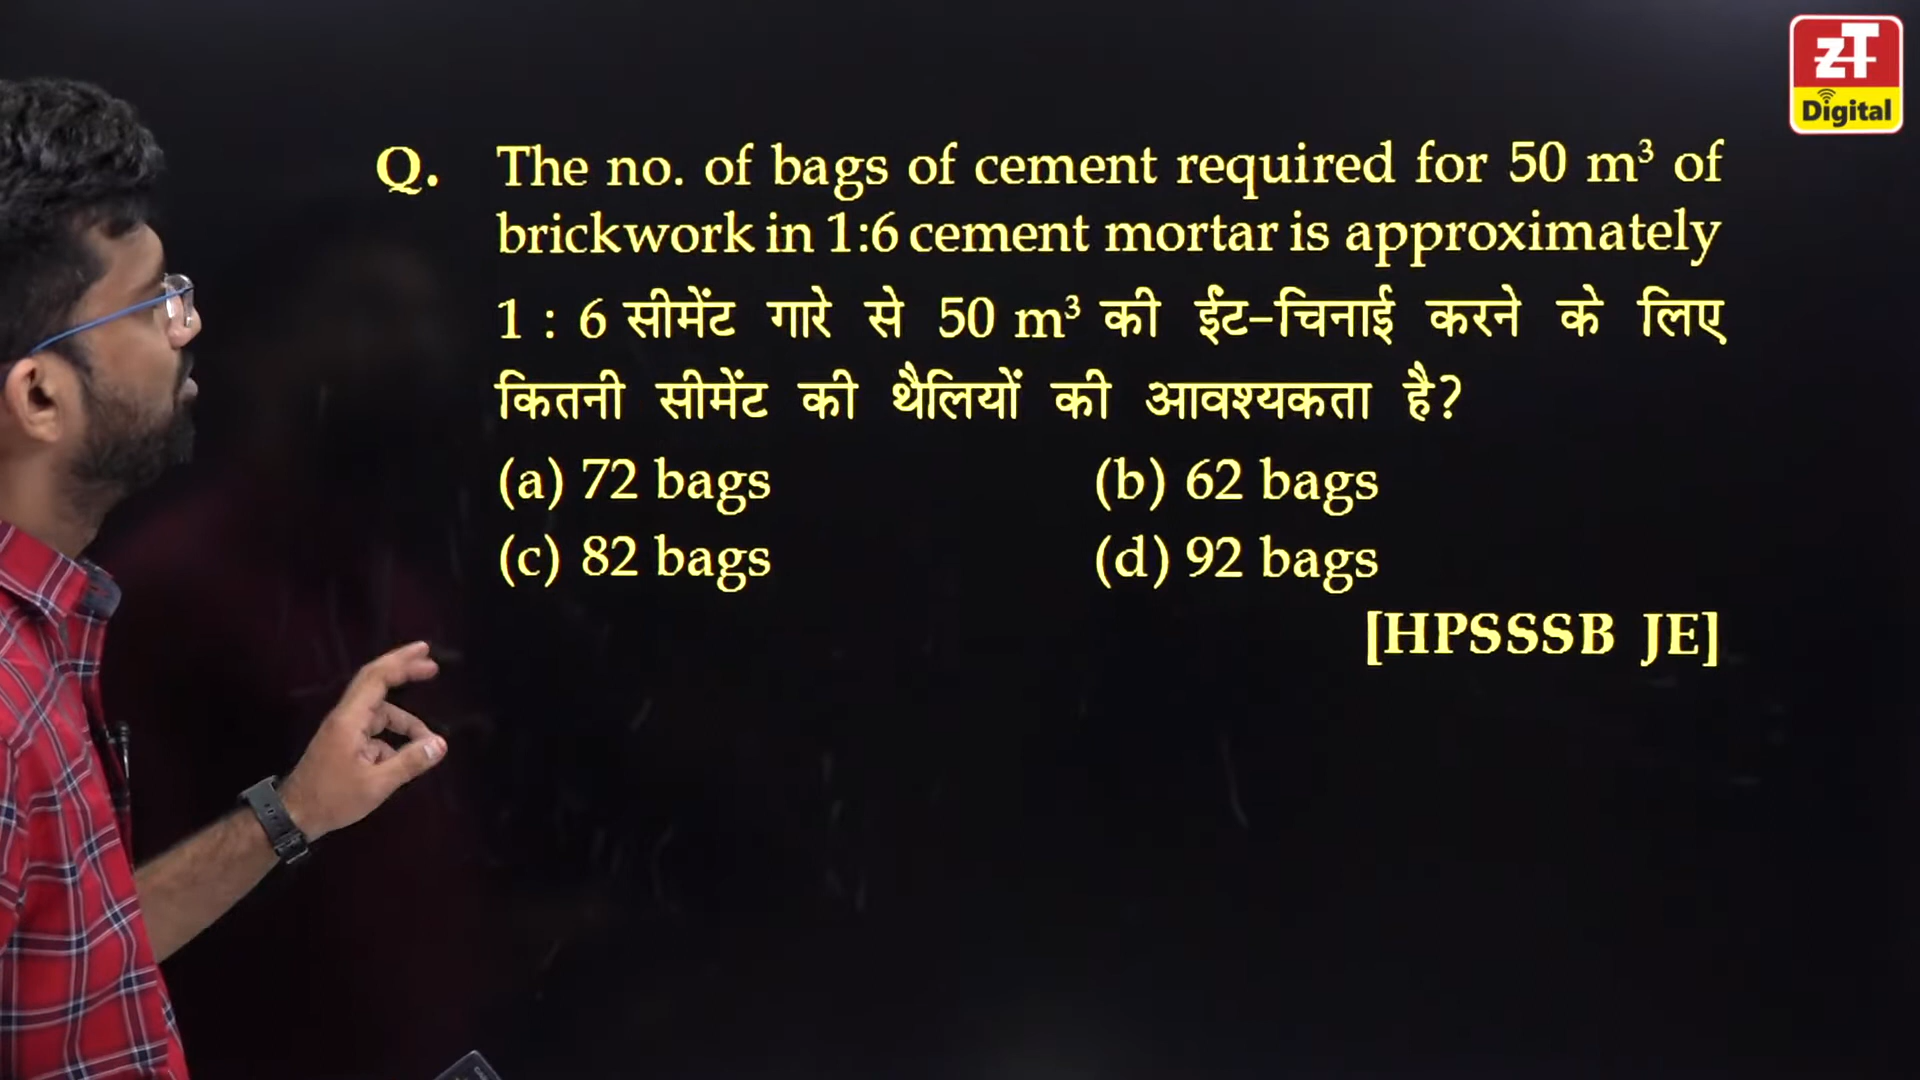 ZT
Digital
Q. The no. of bags of cement required for 50 m³ of
brickwork in 1:6 cement mortar is approximately
1 : 6 सीमेंट गारे से 50 m³ की ईंट-चिनाई करने के लिए
कितनी सीमेंट की थैलियों की आवश्यकता है?
(a) 72 bags (b) 62 bags
(c) 82 bags (d) 92 bags
[HPSSSB JE]